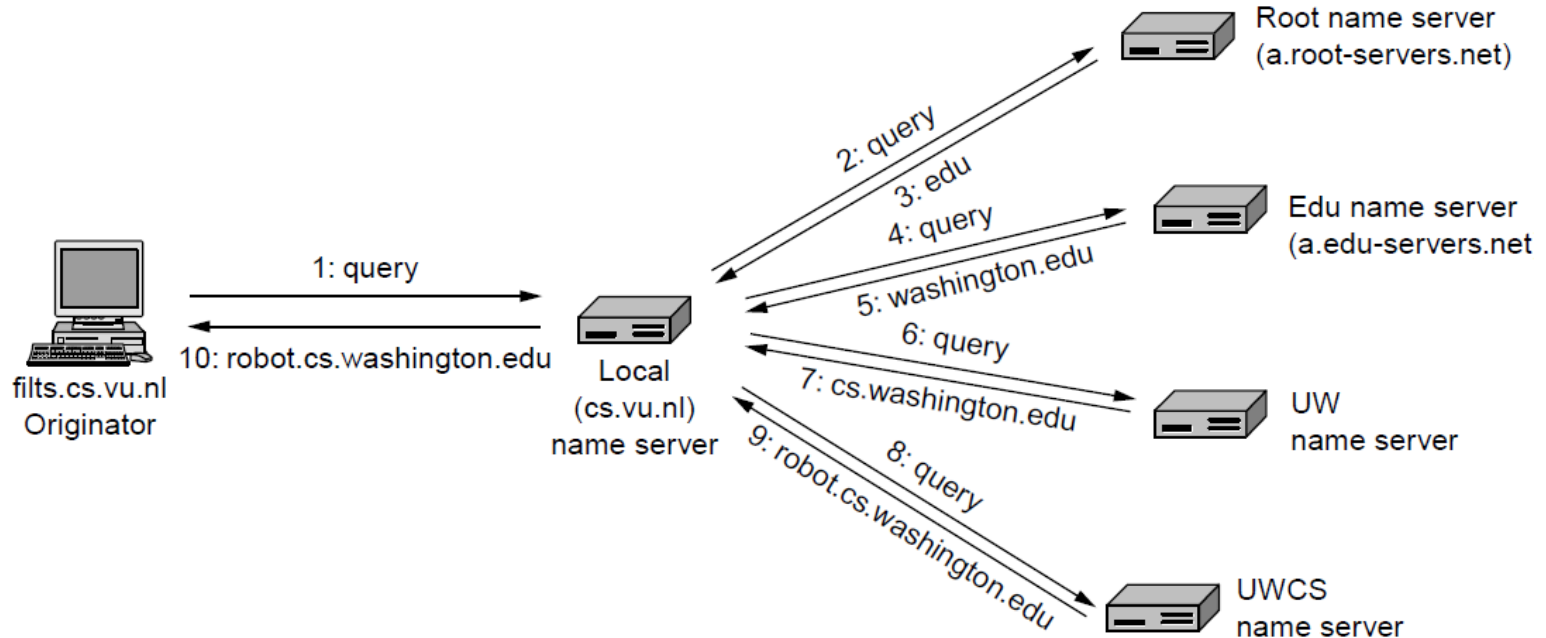 Root name server
(a.root-servers.net)
2: query
3: edu
4: query
5: washington.edu
Edu name server
(a.edu-servers.net
1: query
10: robot.cs.washington.edu
filts.cs.vu.nl
Originator
Local
(cs.vu.nl)
name server
6: query
7: cs.washington.edu
UW
name server
8: query
9: robot.cs.washington.edu
UWCS
name server